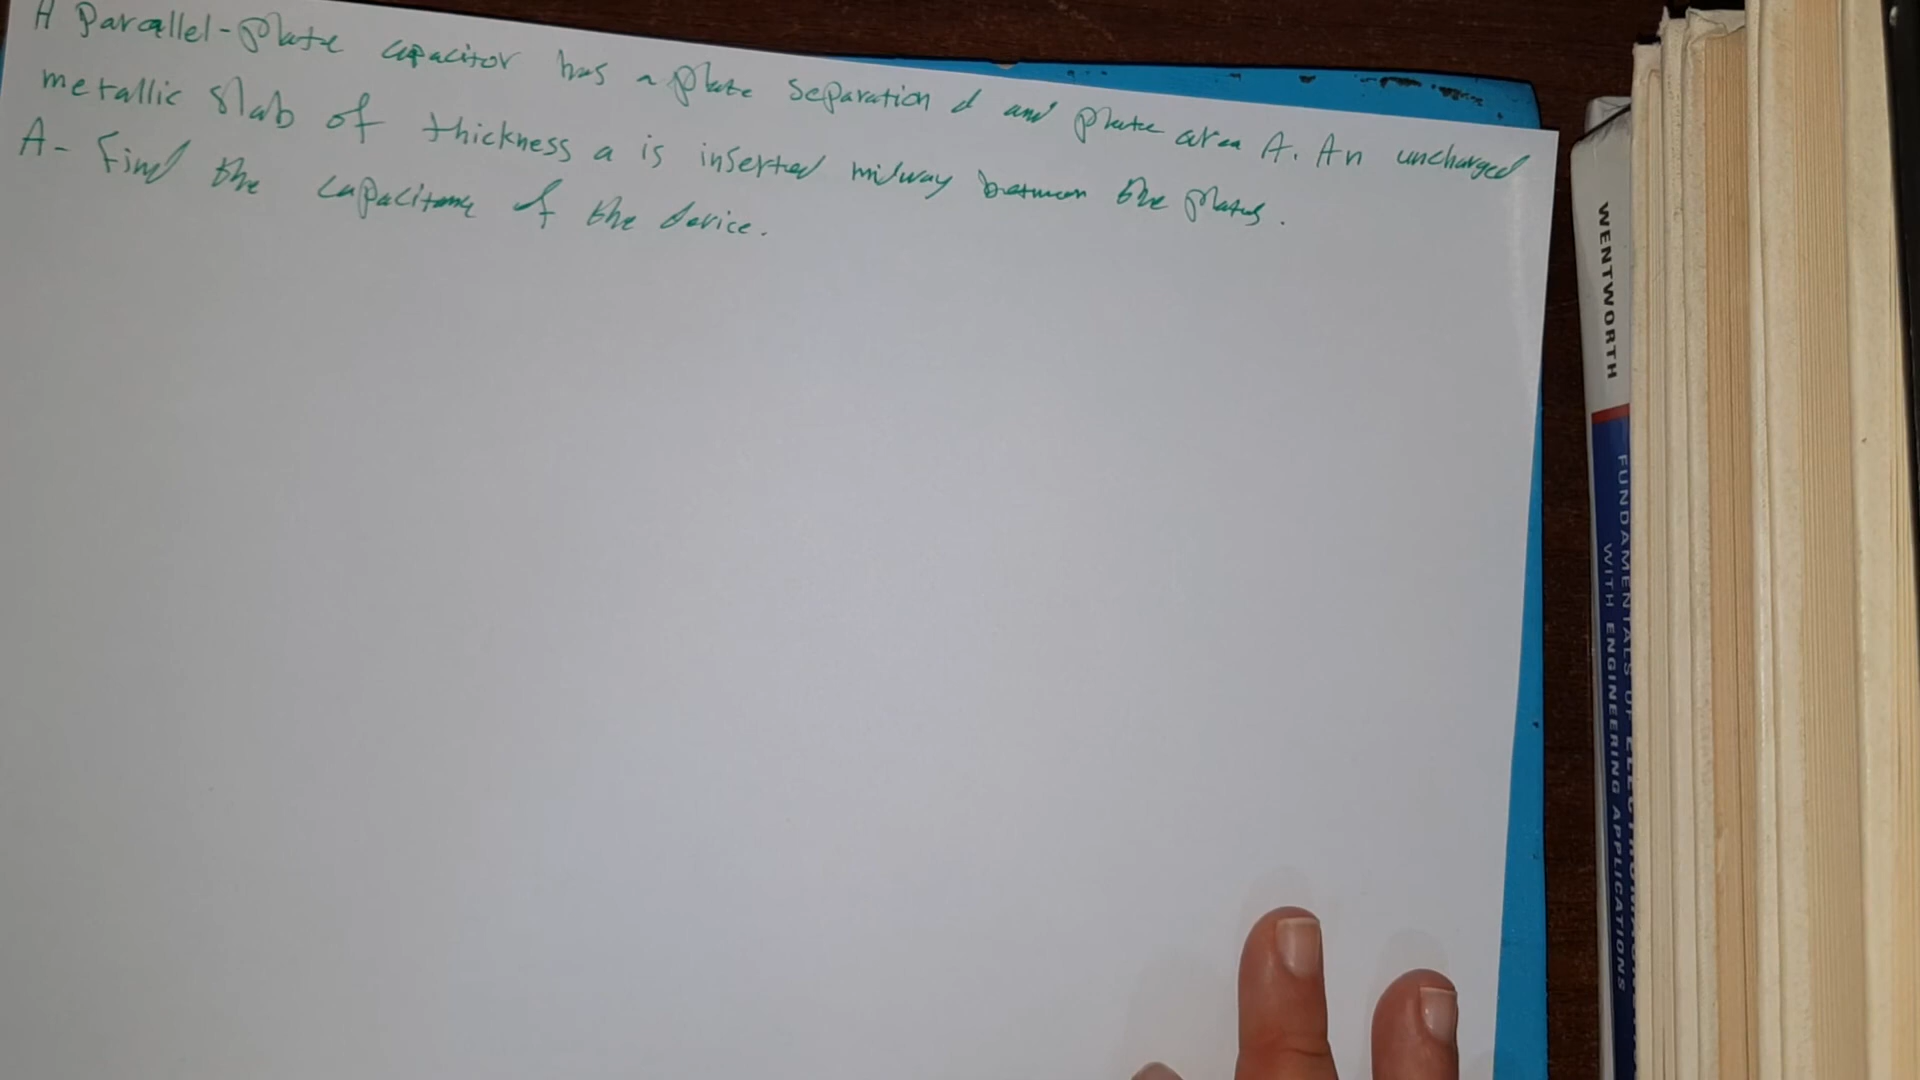 A Parallel-Plate capacitor has a plate separation d and plate area A. An uncharged
metallic slab of thickness a is inserted midway between the plates.
A- Find the capacitance of the device.
WENTWORTH
FUNDAMENTALS OF ELECTROMAGNETICS
WITH ENGINEERING APPLICATIONS